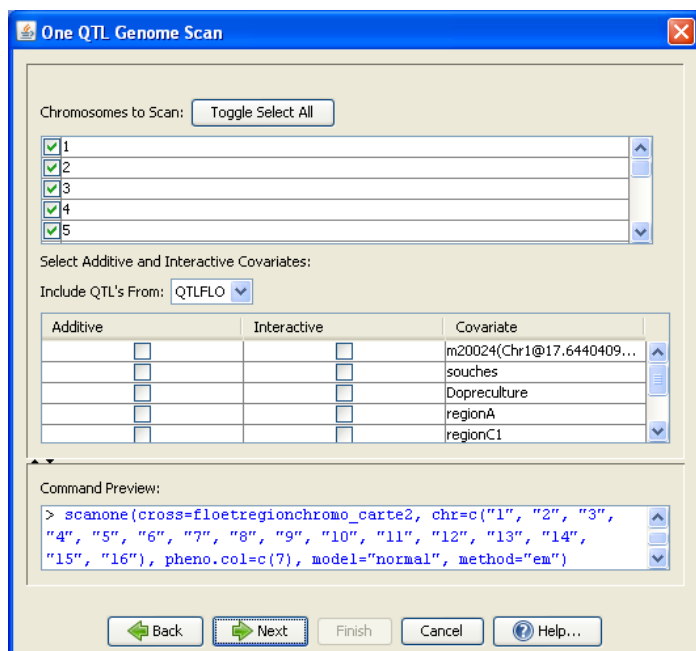 One QTL Genome Scan
Chromosomes to Scan: Toggle Select All
1
2
3
4
5
Select Additive and Interactive Covariates:
Include QTL's From: QTLFLO
Additive Interactive Covariate
m20024(Chr1@17.6440409...
souches
Dopreculture
regionA
regionC1
Command Preview:
> scanone(cross=floetregionchromo_carte2, chr=c("1", "2", "3",
"4", "5", "6", "7", "8", "9", "10", "11", "12", "13", "14",
"15", "16"), pheno.col=c(7), model="normal", method="em")
Back Next Finish Cancel Help...